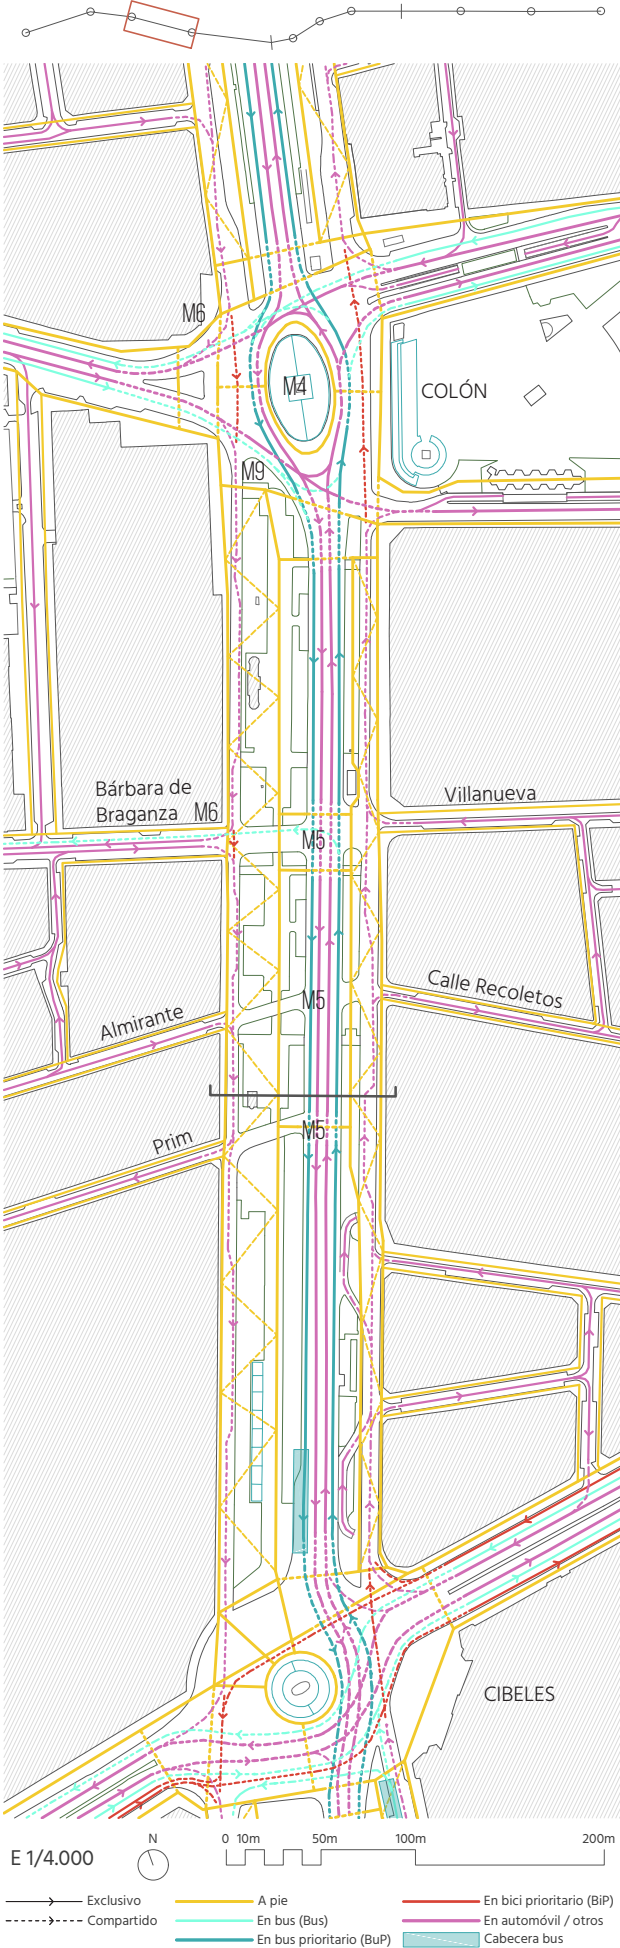 M6
M4
COLÓN
M9
Bárbara de
Braganza M6
Villanueva
M5
Calle Recoletos
M5
Almirante
M5
Prim
CIBELES
E 1/4.000
N
0 10m 50m 100m 200m
Exclusivo
Compartido
A pie
En bus (Bus)
En bus prioritario (BuP)
En bici prioritario (BiP)
En automóvil / otros
Cabecera bus